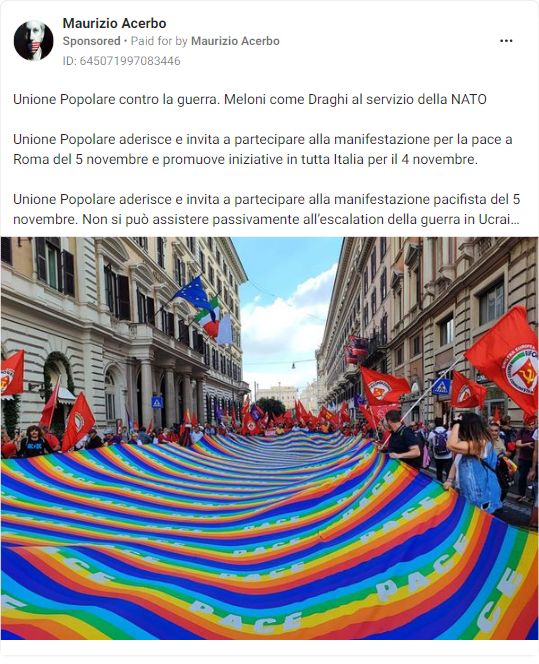 Maurizio Acerbo
Sponsored • Paid for by Maurizio Acerbo
ID: 645071997083446
Unione Popolare contro la guerra. Meloni come Draghi al servizio della NATO
Unione Popolare aderisce e invita a partecipare alla manifestazione per la pace a
Roma del 5 novembre e promuove iniziative in tutta Italia per il 4 novembre.
Unione Popolare aderisce e invita a partecipare alla manifestazione pacifista del 5
novembre. Non si può assistere passivamente all'escalation della guerra in Ucrai...
PACE
PACE
PACE
PACE
PACE